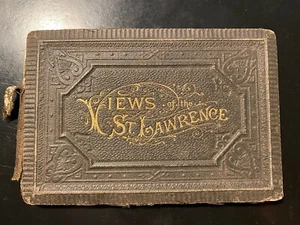 VIEWS of the
ST. LAWRENCE